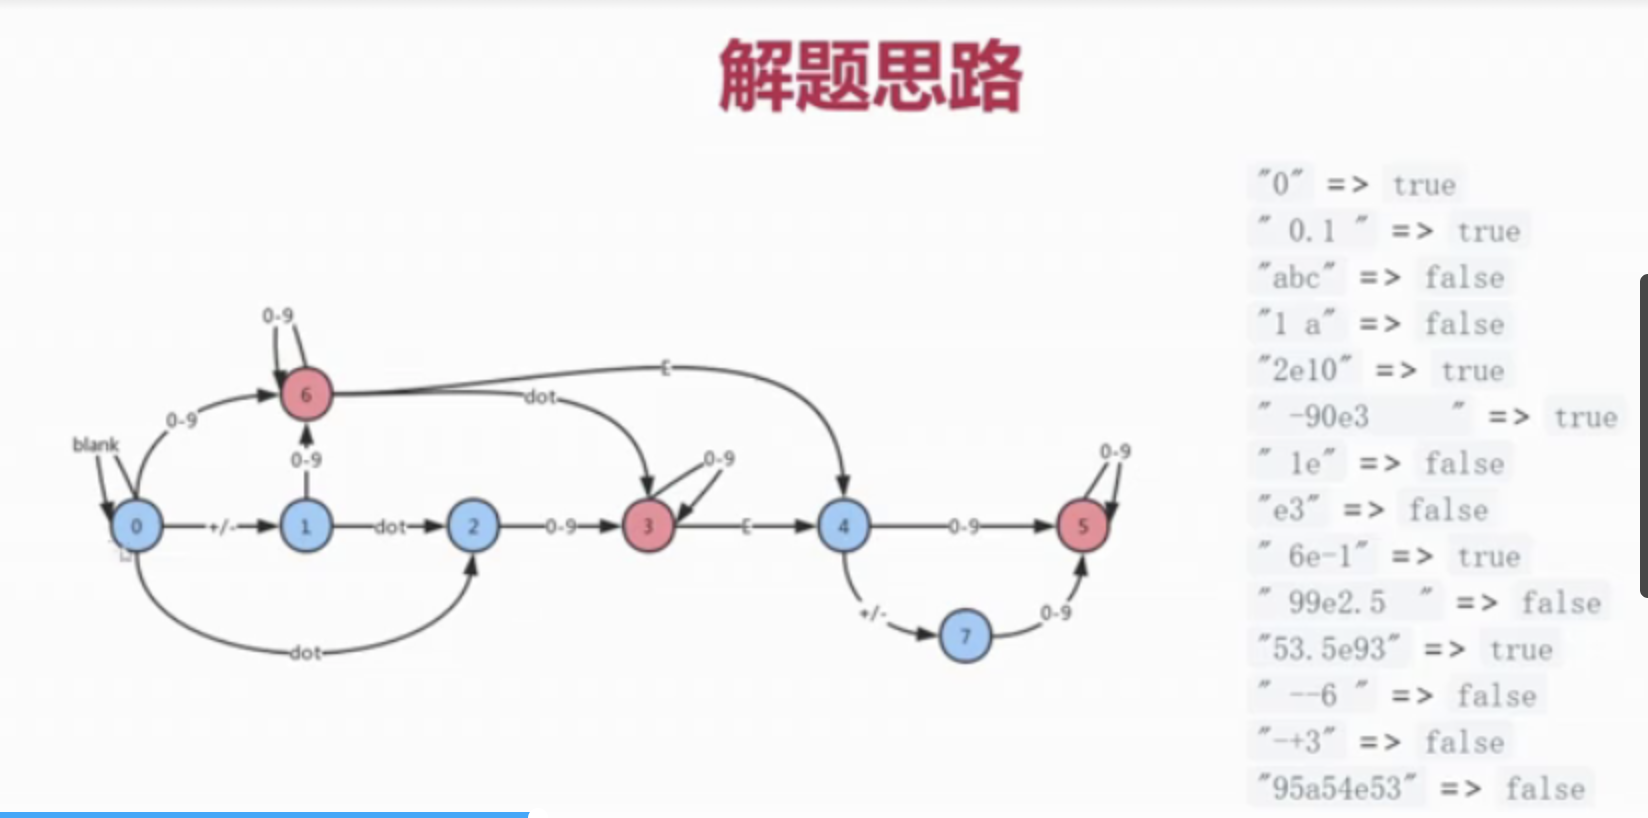 解题思路
"0" => true
" 0.1 " => true
"abc" => false
"1 a" => false
"2e10" => true
" -90e3     " => true
" 1e" => false
"e3" => false
" 6e-1" => true
" 99e2.5  " => false
"53.5e93" => true
" --6 " => false
"-+3" => false
"95a54e53" => false
0-9
6
E
dot
0-9
blank
0-9
0-9
0-9
0
+/-
1
dot
2
0-9
3
E
4
0-9
5
+/-
7
0-9
dot